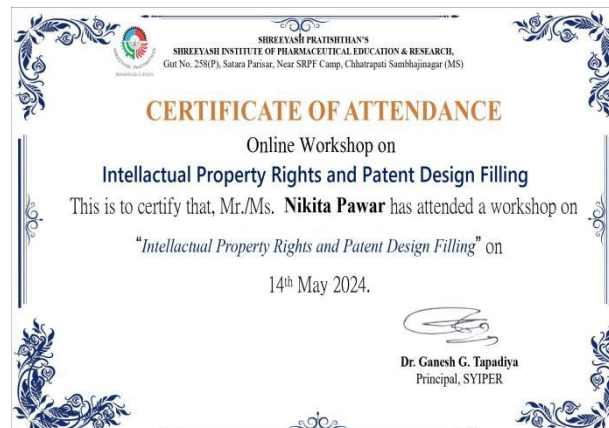 SHREEYASH PRATISHTHAN'S
SHREEYASH INSTITUTE OF PHARMACEUTICAL EDUCATION & RESEARCH,
Gut No. 258(P), Satara Parisar, Near SRPF Camp, Chhatrapati Sambhajinagar (MS)
CERTIFICATE OF ATTENDANCE
Online Workshop on
Intellactual Property Rights and Patent Design Filling
This is to certify that, Mr./Ms. Nikita Pawar has attended a workshop on
"Intellactual Property Rights and Patent Design Filling" on
14th May 2024.
Dr. Ganesh G. Tapadiya
Principal, SYIPER